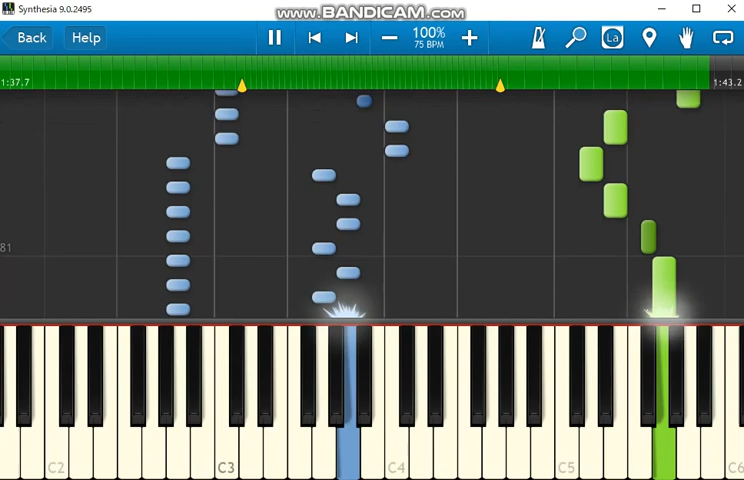 Synthesia 9.0.2495
www.BANDICAM.com
Back
Help
100%
75 BPM
La
1:37.7
1:43.2
81
C2
C3
C4
C5
C6